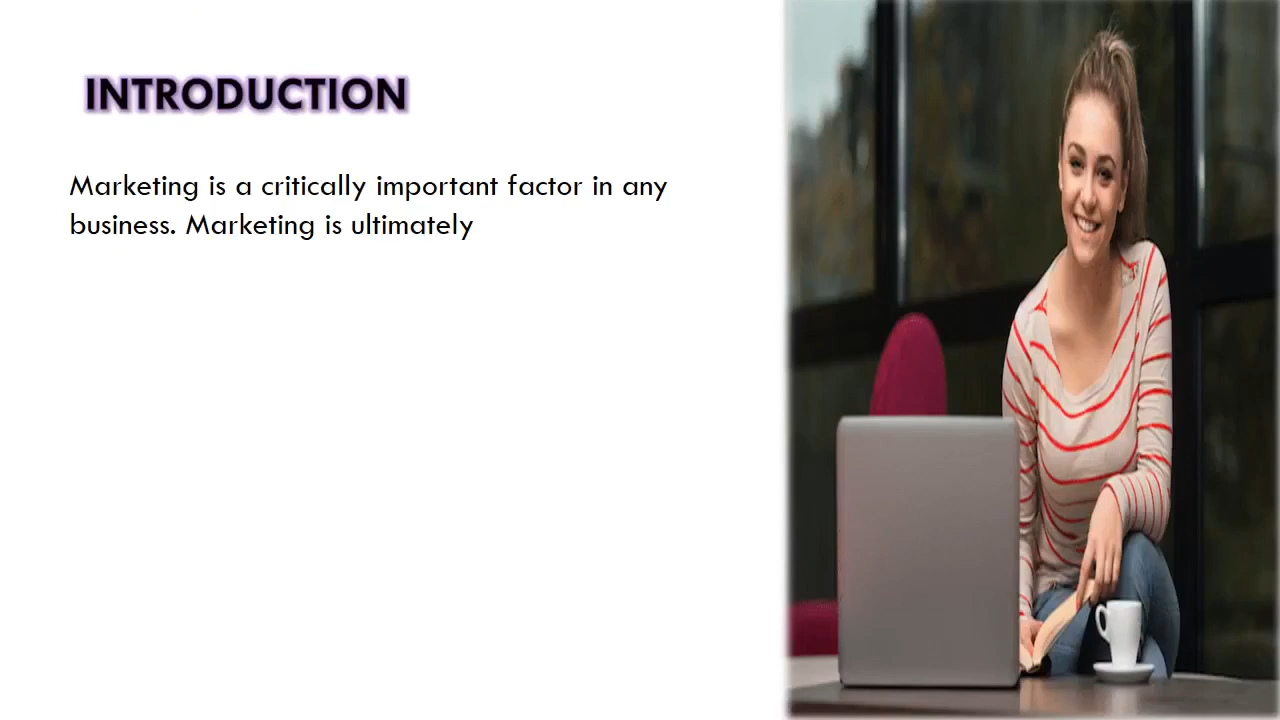 INTRODUCTION
Marketing is a critically important factor in any
business. Marketing is ultimately